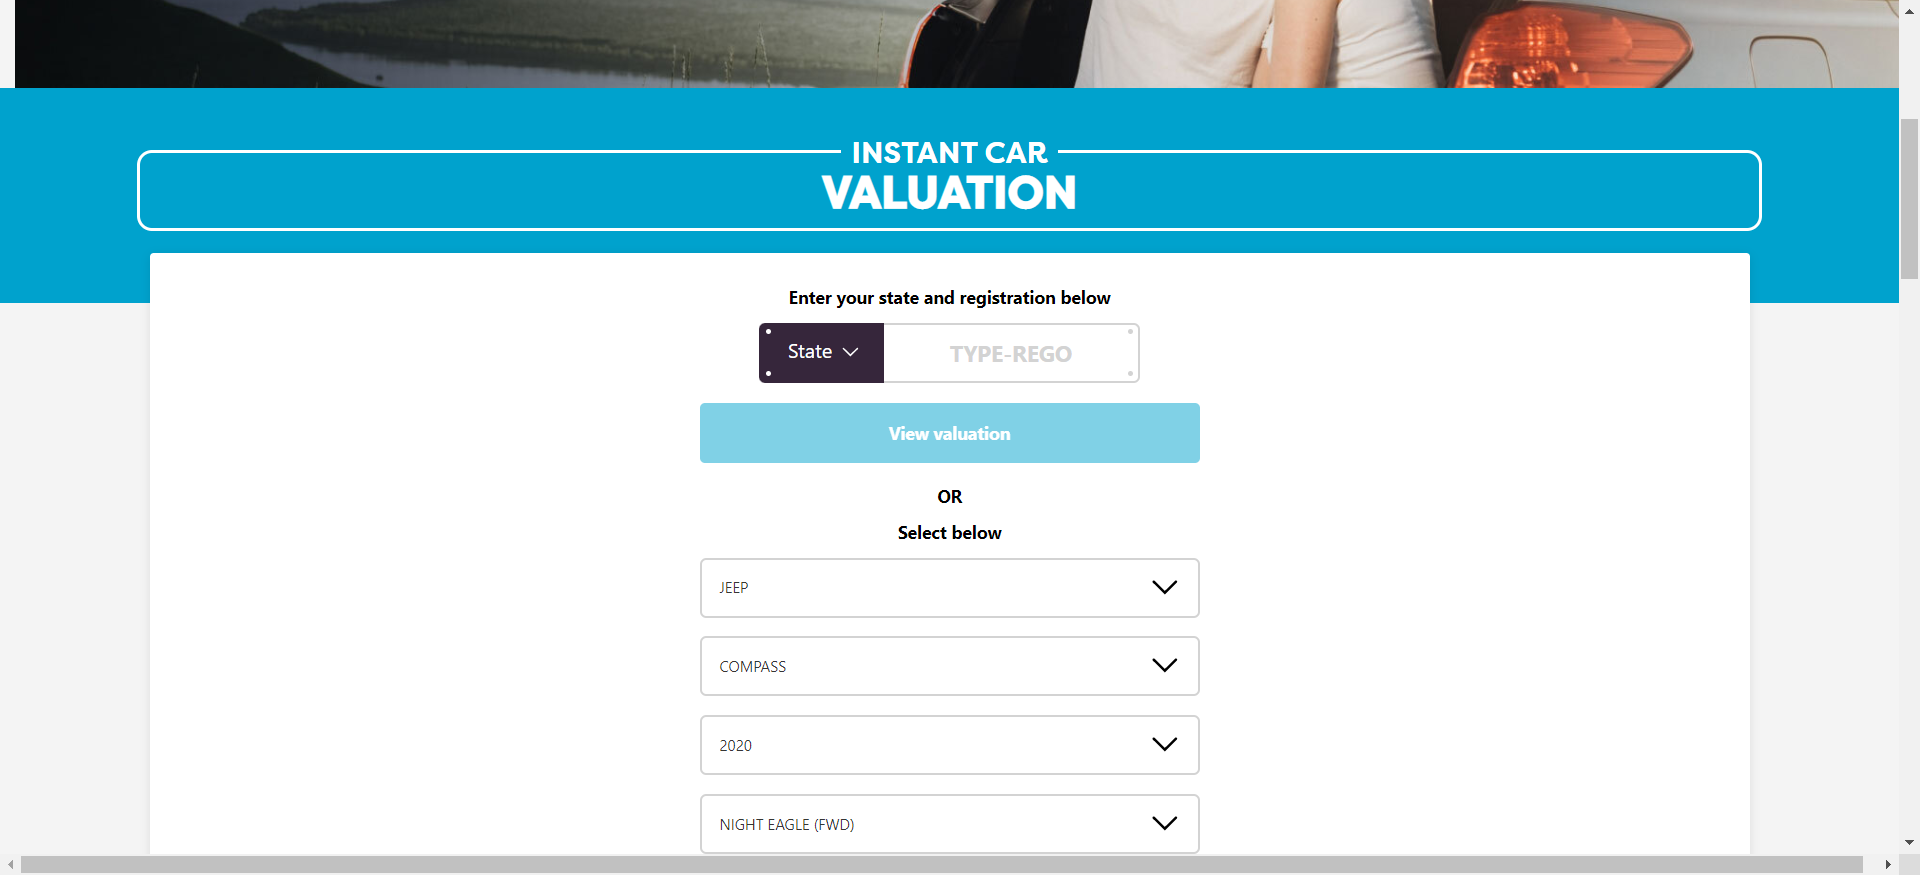 INSTANT CAR
VALUATION
Enter your state and registration below
State
TYPE-REGO
View valuation
OR
Select below
JEEP
COMPASS
2020
NIGHT EAGLE (FWD)